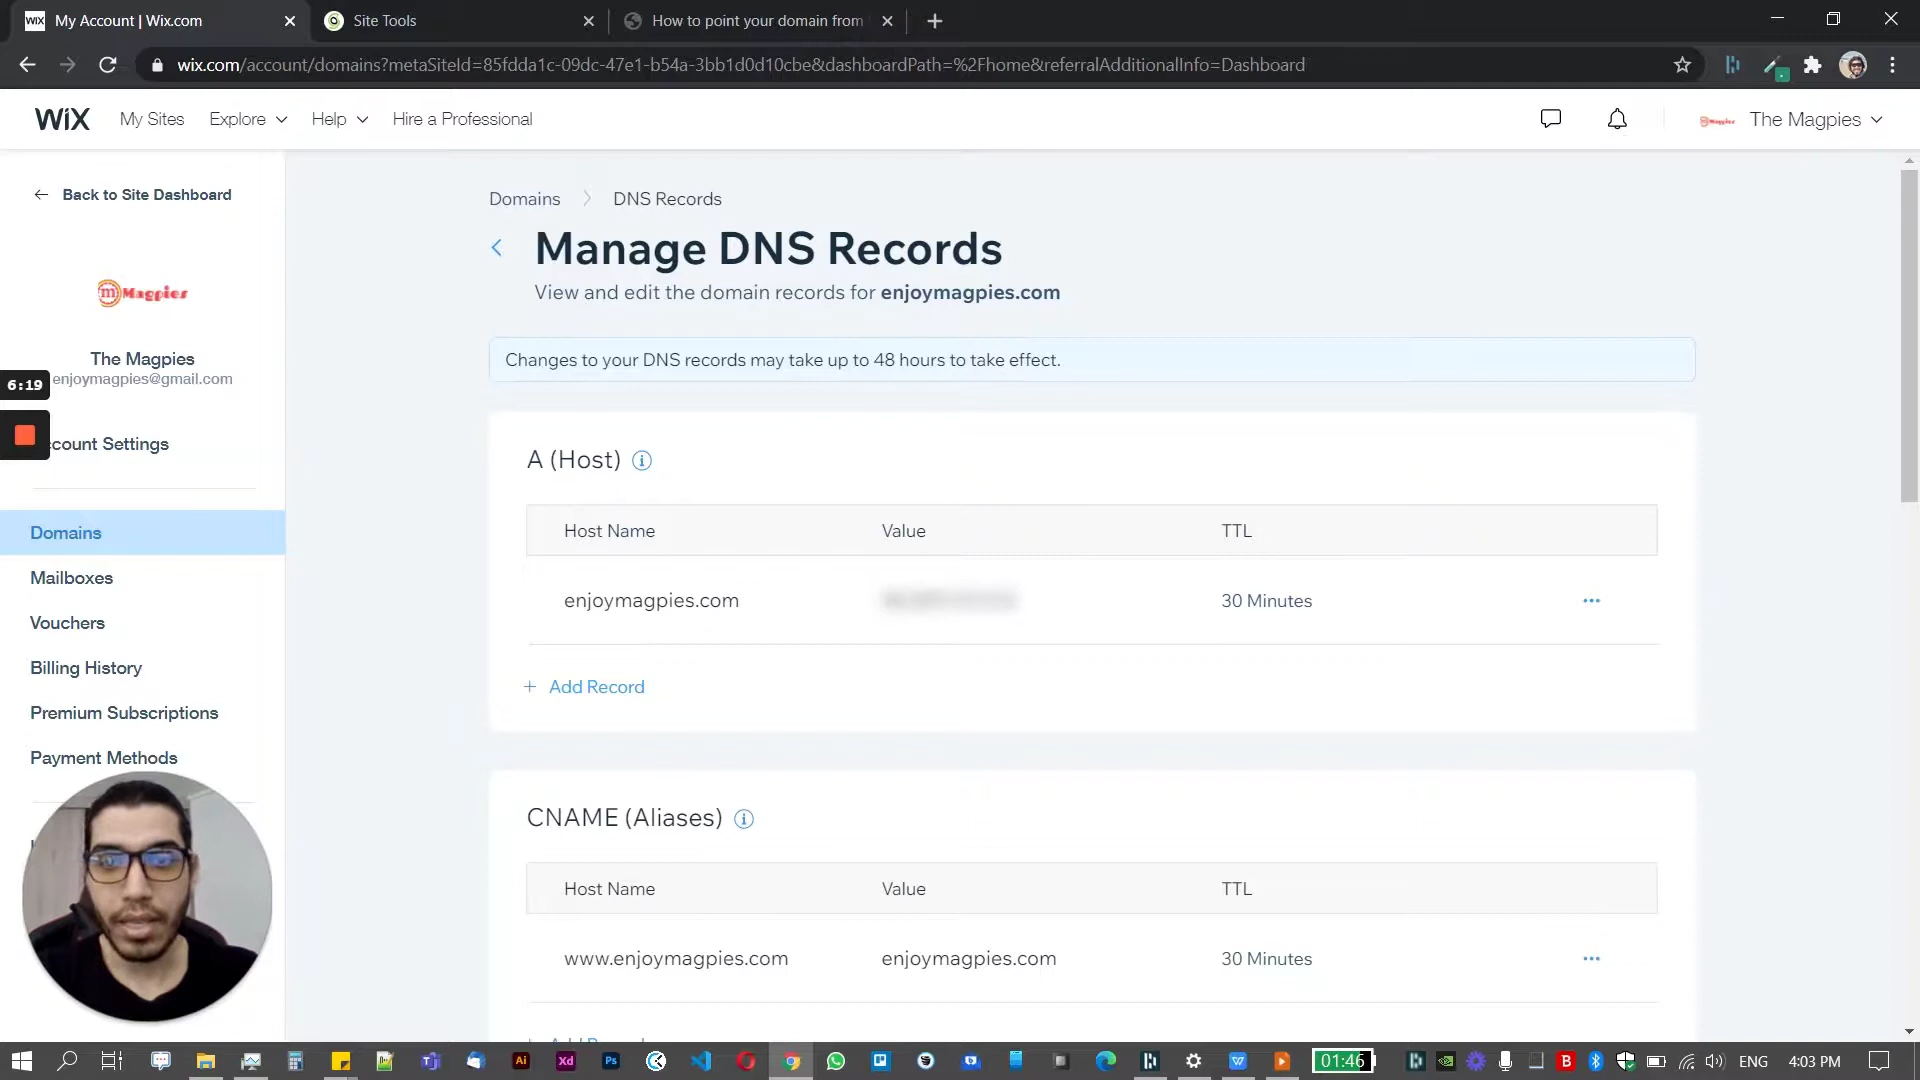 WIX My Account | Wix.com
Site Tools
How to point your domain from
wix.com/account/domains?metaSiteId=85fdda1c-09dc-47e1-b54a-3bb1d0d10cbe&dashboardPath=%2Fhome&referralAdditionalInfo=Dashboard
WIX My Sites Explore Help Hire a Professional
Magpies The Magpies
Back to Site Dashboard
m Magpies
The Magpies
enjoymagpies@gmail.com
6:19
ccount Settings
Domains
Mailboxes
Vouchers
Billing History
Premium Subscriptions
Payment Methods
Domains DNS Records
Manage DNS Records
View and edit the domain records for enjoymagpies.com
Changes to your DNS records may take up to 48 hours to take effect.
A (Host) i
Host Name Value TTL
enjoymagpies.com 30 Minutes
+ Add Record
CNAME (Aliases) i
Host Name Value TTL
www.enjoymagpies.com enjoymagpies.com 30 Minutes
Ai Xd Ps 01:46 B ENG 4:03 PM